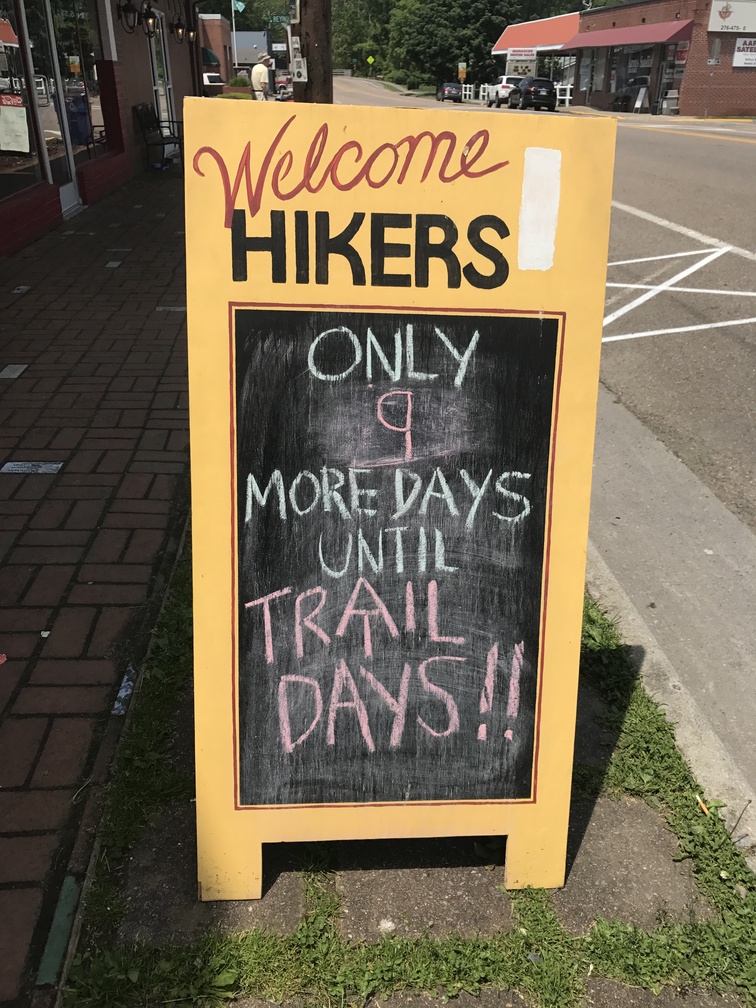 Welcome
HIKERS
ONLY
9
MORE DAYS
UNTIL
TRAIL
DAYS!!